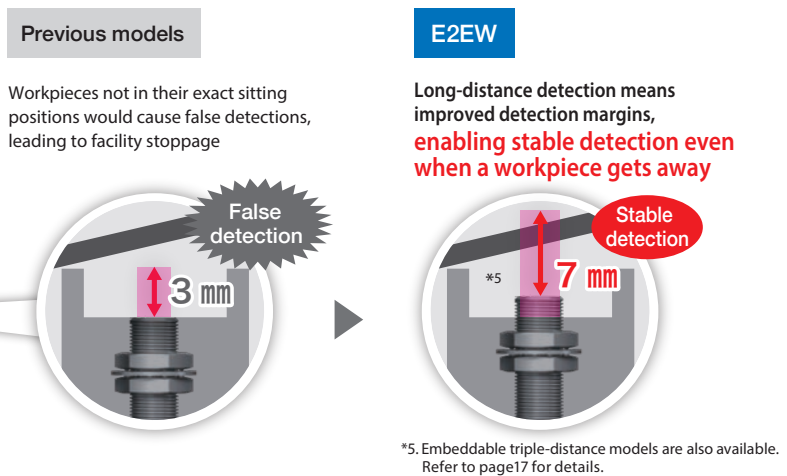 Previous models
Workpieces not in their exact sitting
positions would cause false detections,
leading to facility stoppage
False
detection
3 mm
E2EW
Long-distance detection means
improved detection margins,
enabling stable detection even
when a workpiece gets away
Stable
detection
*5
7 mm
*5. Embeddable triple-distance models are also available.
Refer to page17 for details.